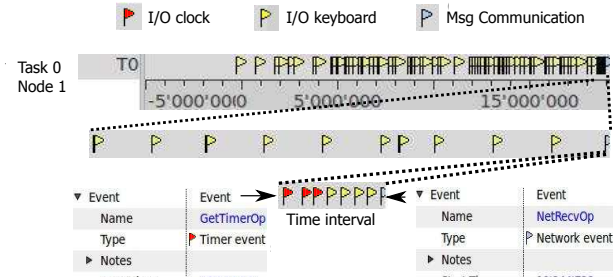 I/O clock I/O keyboard Msg Communication
Task 0
Node 1
T0
-5'000'000 5'000'000 15'000'000
Time interval
Event Event
Name GetTimerOp
Type Timer event
Notes
Event Event
Name NetRecvOp
Type Network event
Notes